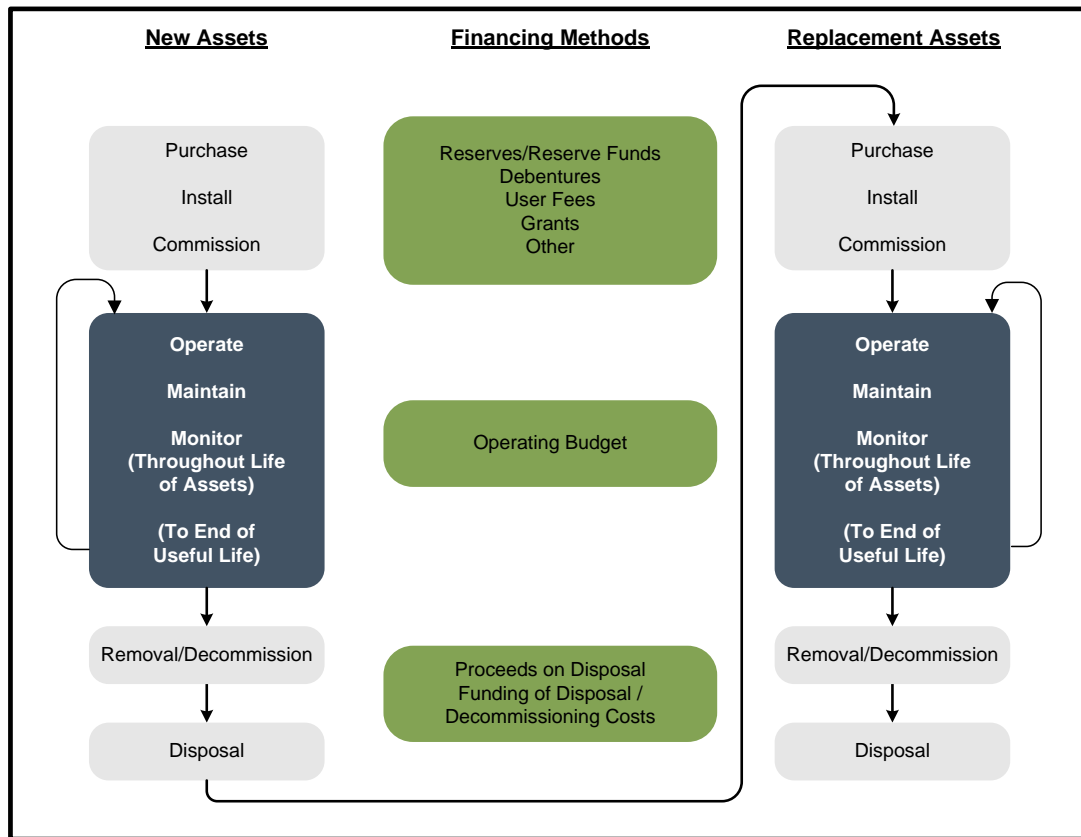 New Assets
Financing Methods
Replacement Assets
Purchase
Install
Commission
Operate
Maintain
Monitor
(Throughout Life
of Assets)
(To End of
Useful Life)
Removal/Decommission
Disposal
Reserves/Reserve Funds
Debentures
User Fees
Grants
Other
Operating Budget
Proceeds on Disposal
Funding of Disposal /
Decommissioning Costs
Purchase
Install
Commission
Operate
Maintain
Monitor
(Throughout Life
of Assets)
(To End of
Useful Life)
Removal/Decommission
Disposal